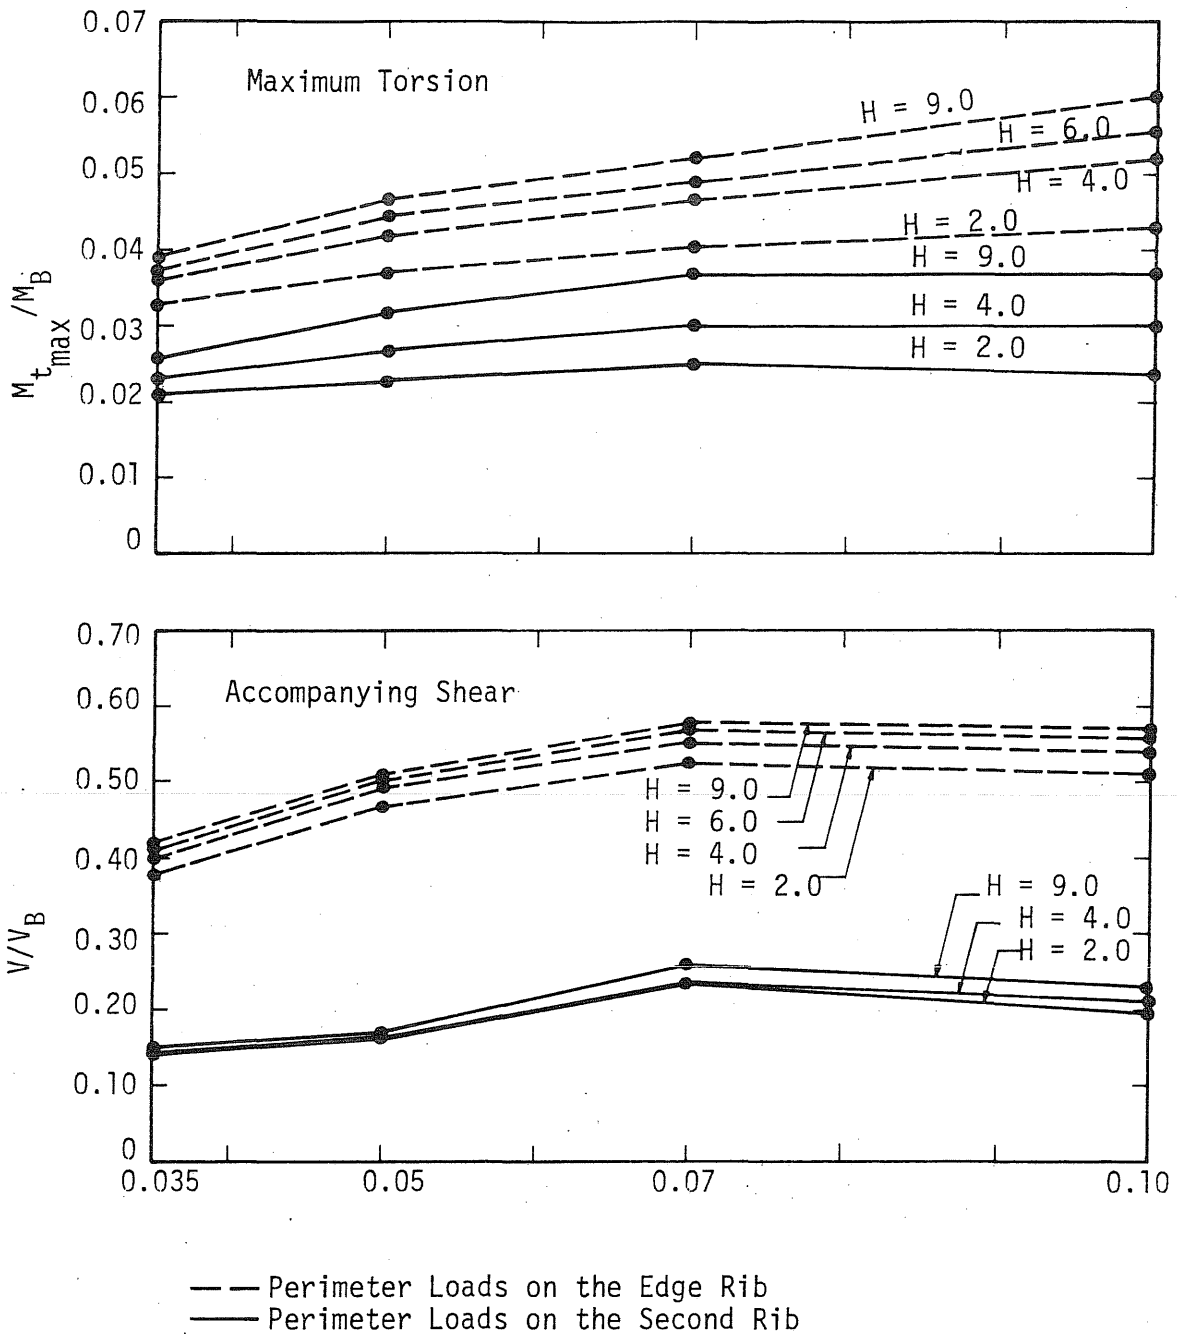 0.07
Maximum Torsion
0.06
0.05
0.04
0.03
0.02
0.01
0
M_t_max/M_B
H = 9.0
H = 6.0
H = 4.0
H = 2.0
H = 9.0
H = 4.0
H = 2.0
0.70
Accompanying Shear
0.60
0.50
0.40
0.30
0.20
0.10
0
V/V_B
H = 9.0
H = 6.0
H = 4.0
H = 2.0
H = 9.0
H = 4.0
H = 2.0
0.035 0.05 0.07 0.10
Perimeter Loads on the Edge Rib
Perimeter Loads on the Second Rib